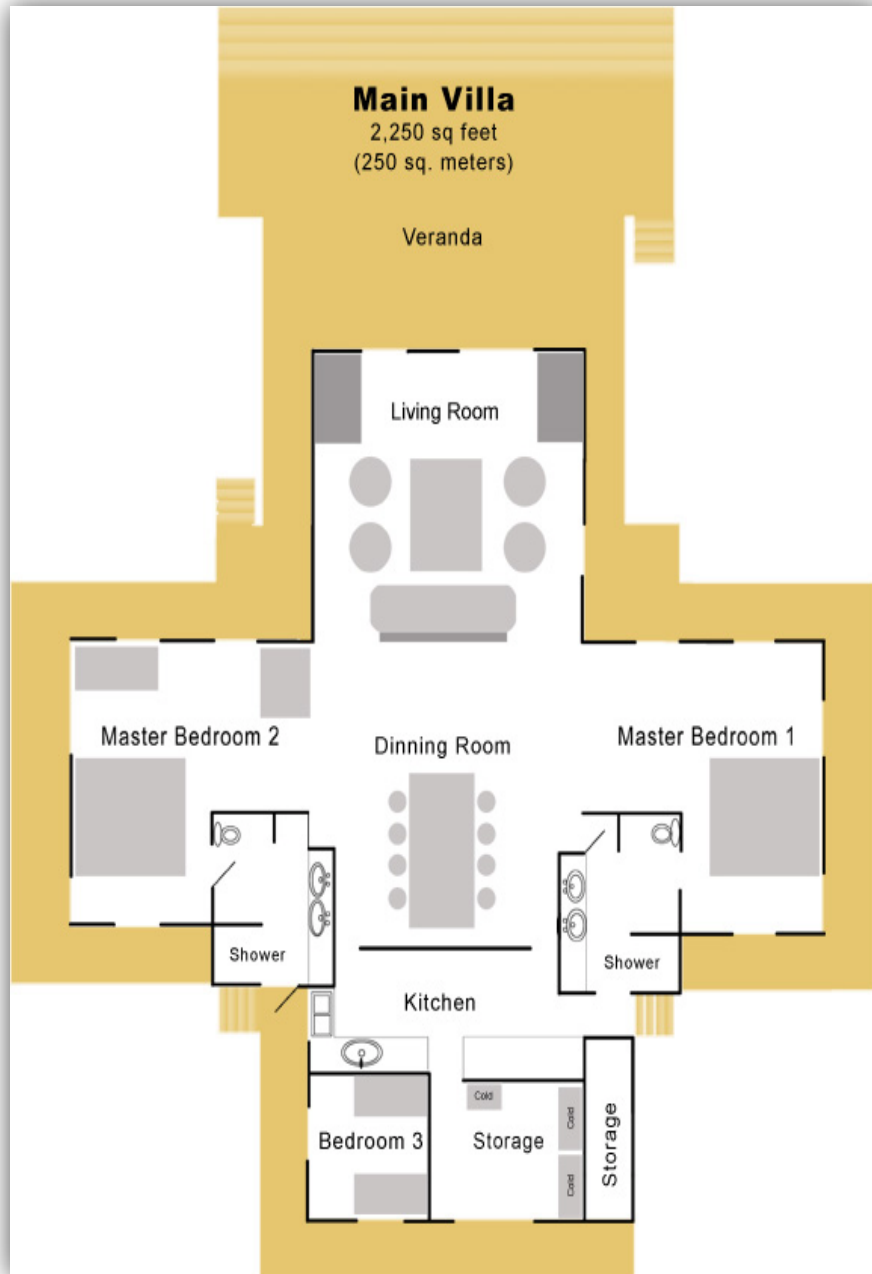 Main Villa
2,250 sq feet
(250 sq. meters)
Veranda
Living Room
Master Bedroom 2
Dinning Room
Master Bedroom 1
Shower
Shower
Kitchen
Cold
Cold
Bedroom 3
Storage
Storage
Cold